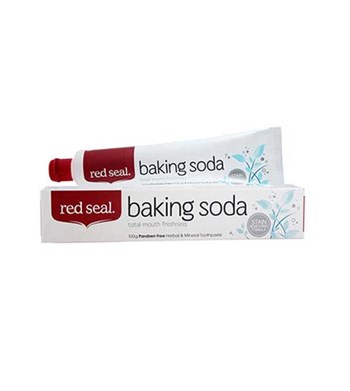 red seal.
baking soda
red seal.
baking soda
total mouth freshness
100g Paraben Free Herbal & Mineral Toothpaste
STAIN